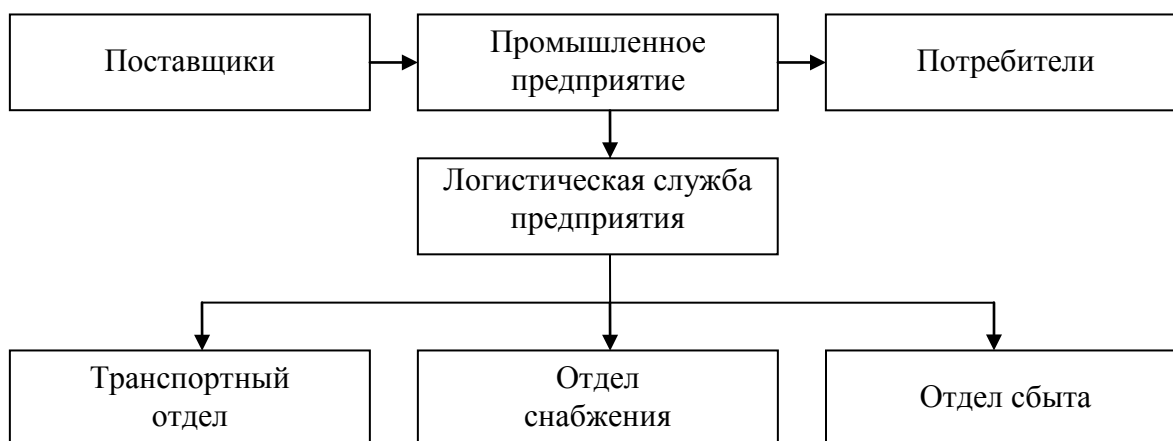 Поставщики
Промышленное
предприятие
Потребители
Логистическая служба
предприятия
Транспортный
отдел
Отдел
снабжения
Отдел сбыта